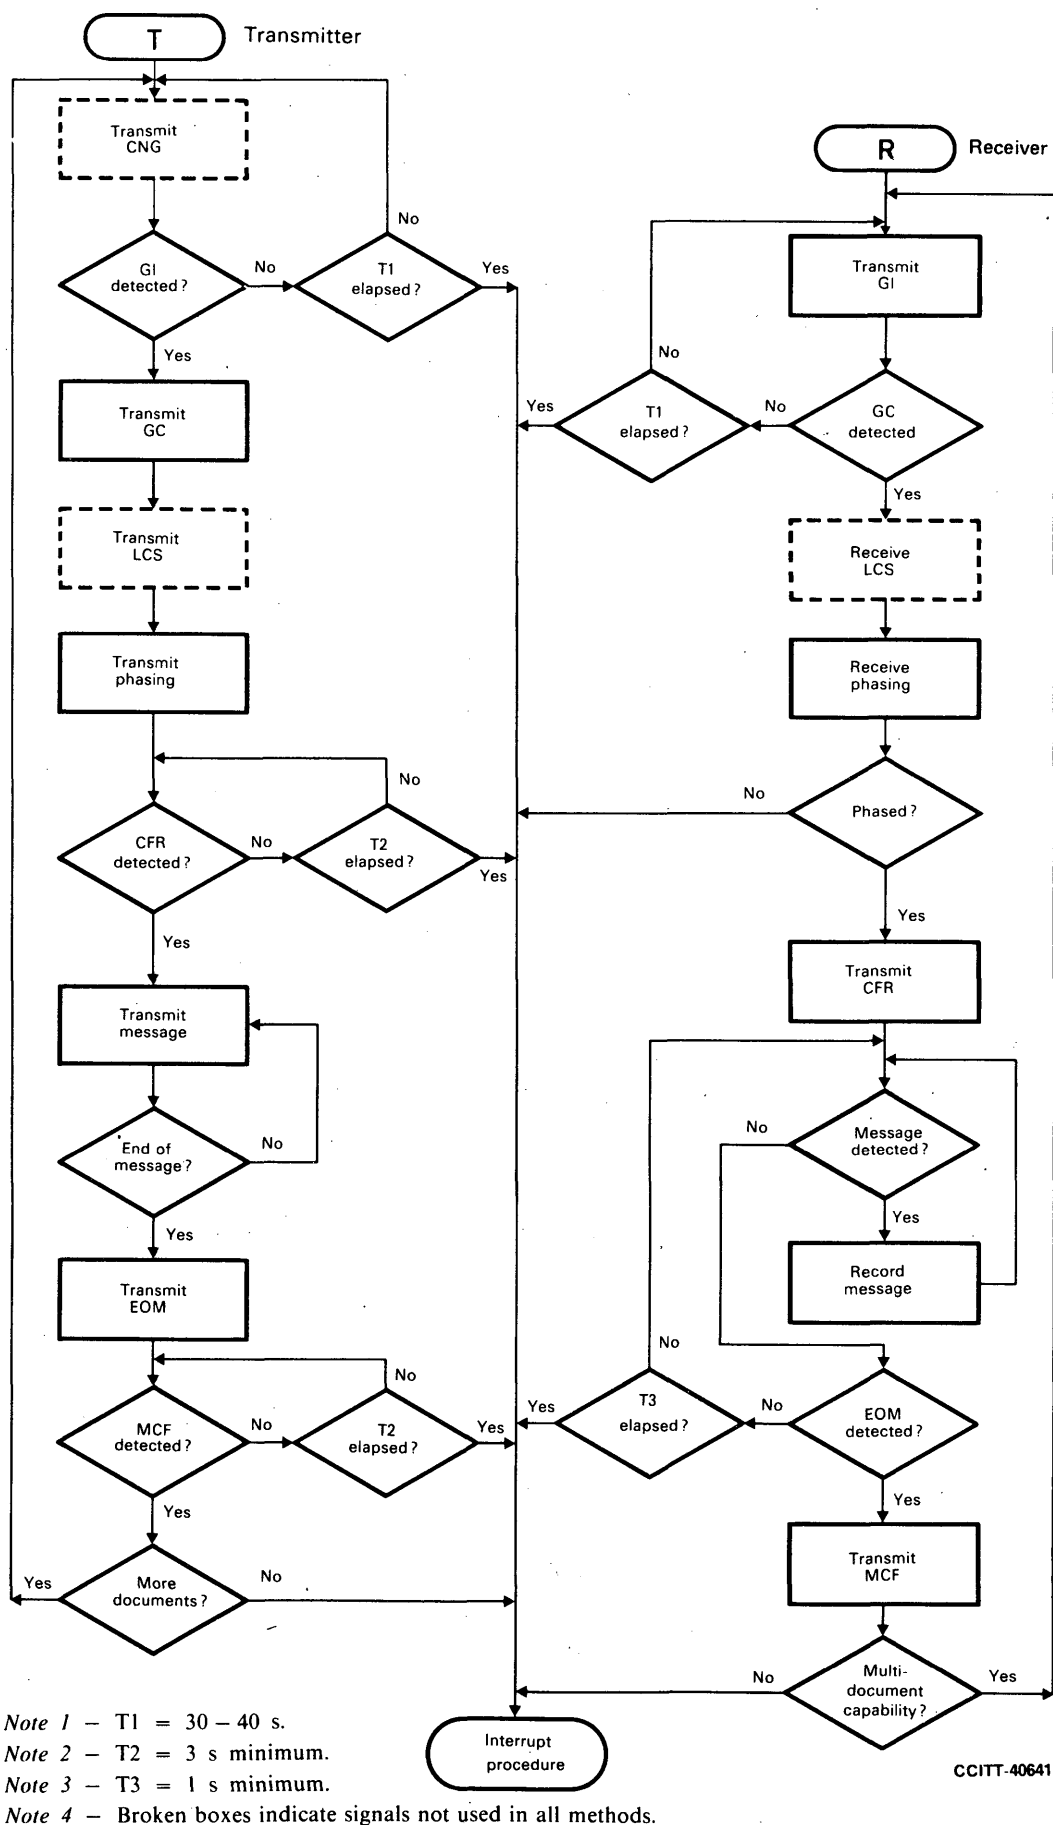 T
Transmitter
Transmit
CNG
No
GI
detected?
No
T1
elapsed?
Yes
Yes
Transmit
GC
Transmit
LCS
Transmit
phasing
No
CFR
detected?
No
T2
elapsed?
Yes
Yes
Transmit
message
End of
message?
No
Yes
Transmit
EOM
No
MCF
detected?
No
T2
elapsed?
Yes
Yes
More
documents?
Yes
No
R
Receiver
Transmit
GI
No
Yes
T1
elapsed?
No
GC
detected
Yes
Receive
LCS
Receive
phasing
No
Phased?
Yes
Transmit
CFR
No
Message
detected?
Yes
Record
message
No
Yes
T3
elapsed?
No
EOM
detected?
Yes
Transmit
MCF
No
Multi-
document
capability?
Yes
Interrupt
procedure
Note 1 – T1 = 30 – 40 s.
Note 2 – T2 = 3 s minimum.
Note 3 – T3 = 1 s minimum.
Note 4 – Broken boxes indicate signals not used in all methods.
CCITT-40641